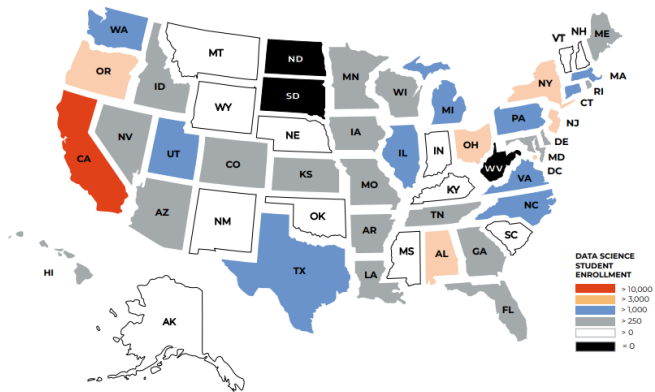 WA
MT
ND
VT
NH
ME
OR
MN
ID
SD
WI
NY
MA
WY
RI
MI
CT
IA
PA
NJ
NE
NV
OH
DE
IL
IN
MD
UT
CO
WV
DC
CA
VA
KS
MO
KY
NC
TN
AZ
OK
NM
AR
SC
MS
AL
GA
TX
LA
HI
FL
AK
DATA SCIENCE
STUDENT
ENROLLMENT
> 10,000
> 3,000
> 1,000
> 250
> 0
= 0